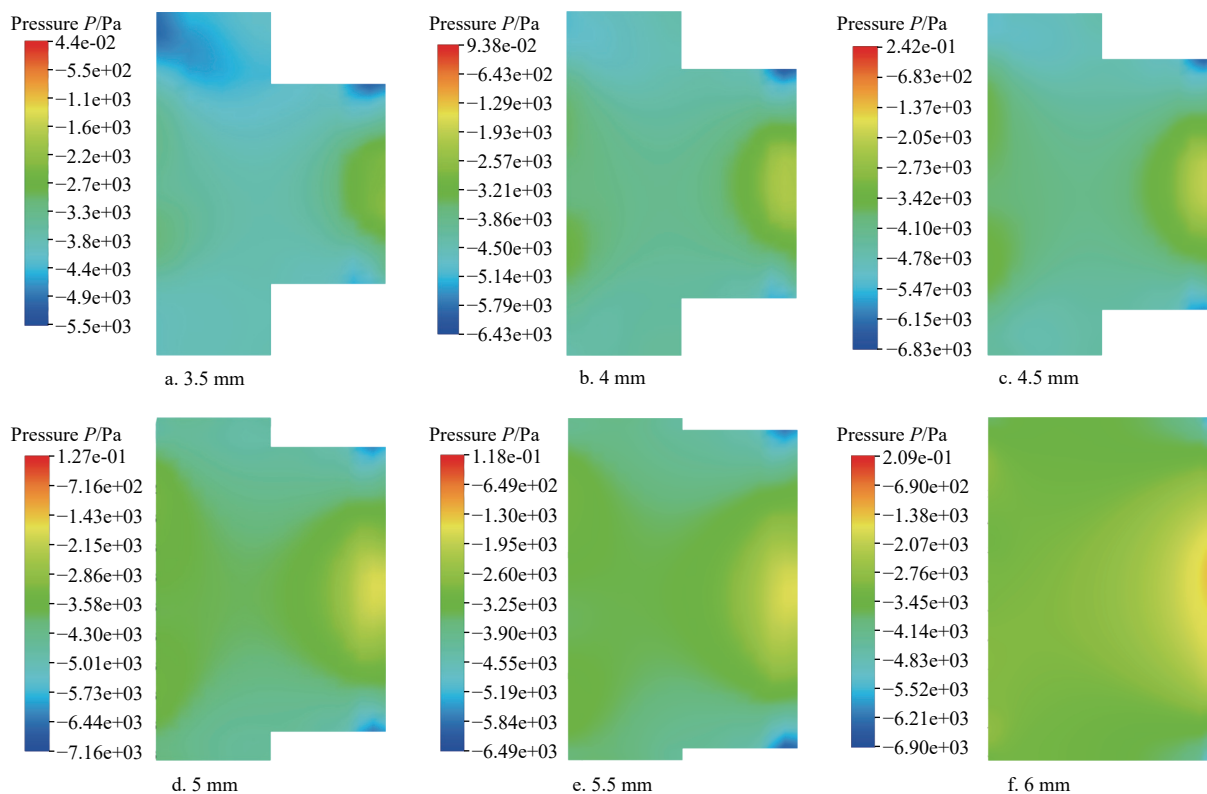 Pressure P/Pa
4.4e-02
−5.5e+02
−1.1e+03
−1.6e+03
−2.2e+03
−2.7e+03
−3.3e+03
−3.8e+03
−4.4e+03
−4.9e+03
−5.5e+03
a. 3.5 mm
Pressure P/Pa
9.38e-02
−6.43e+02
−1.29e+03
−1.93e+03
−2.57e+03
−3.21e+03
−3.86e+03
−4.50e+03
−5.14e+03
−5.79e+03
−6.43e+03
b. 4 mm
Pressure P/Pa
2.42e-01
−6.83e+02
−1.37e+03
−2.05e+03
−2.73e+03
−3.42e+03
−4.10e+03
−4.78e+03
−5.47e+03
−6.15e+03
−6.83e+03
c. 4.5 mm
Pressure P/Pa
1.27e-01
−7.16e+02
−1.43e+03
−2.15e+03
−2.86e+03
−3.58e+03
−4.30e+03
−5.01e+03
−5.73e+03
−6.44e+03
−7.16e+03
d. 5 mm
Pressure P/Pa
1.18e-01
−6.49e+02
−1.30e+03
−1.95e+03
−2.60e+03
−3.25e+03
−3.90e+03
−4.55e+03
−5.19e+03
−5.84e+03
−6.49e+03
e. 5.5 mm
Pressure P/Pa
2.09e-01
−6.90e+02
−1.38e+03
−2.07e+03
−2.76e+03
−3.45e+03
−4.14e+03
−4.83e+03
−5.52e+03
−6.21e+03
−6.90e+03
f. 6 mm